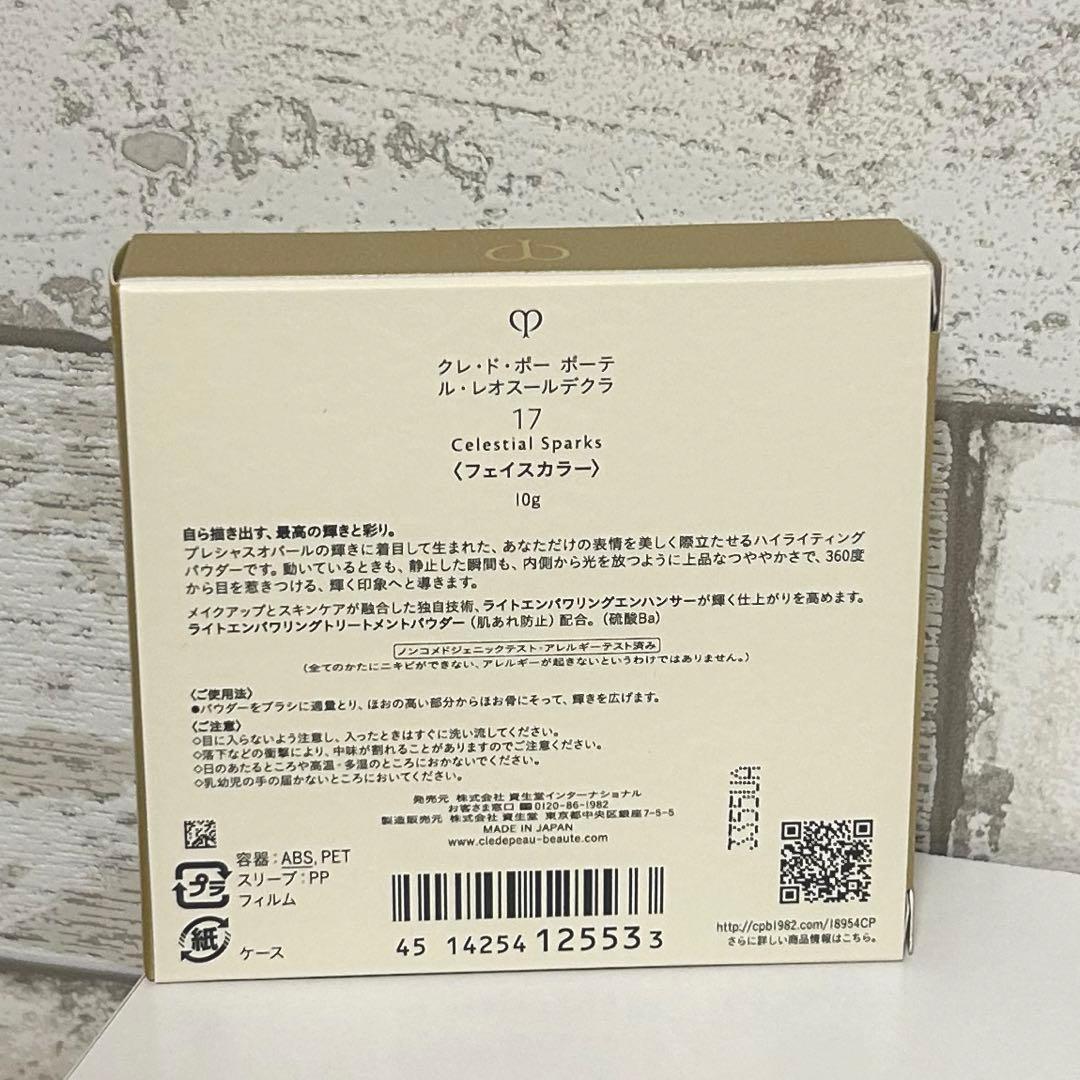 クレ・ド・ポー ボーテ
ル・レオスールデクラ
17
Celestial Sparks
〈フェイスカラー〉
10g
自ら描き出す、最高の輝きと彩り。
プレシャスオパールの輝きに着目して生まれた、あなただけの表情を美しく際立たせるハイライティング
パウダーです。動いているときも、静止した瞬間も、内側から光を放つように上品なつややかさで、360度
から目を惹きつける、輝く印象へと導きます。
メイクアップとスキンケアが融合した独自技術、ライトエンパワリングエンハンサーが輝く仕上がりを高めます。
ライトエンパワリングトリートメントパウダー（肌あれ防止）配合。（硫酸Ba）
ノンコメドジェニックテスト・アレルギーテスト済み
（全てのかたにニキビができない、アレルギーが起きないというわけではありません。）
〈ご使用法〉
●パウダーをブラシに適量とり、ほおの高い部分からほお骨にそって、輝きを広げます。
〈ご注意〉
◇目に入らないよう注意し、入ったときはすぐに洗い流してください。
◇落下などの衝撃により、中味が割れることがありますのでご注意ください。
◇日のあたるところや高温・多湿のところにおかないでください。
◇乳幼児の手の届かないところにおいてください。
発売元 株式会社 資生堂インターナショナル
お客さま窓口 0120-86-1982
製造販売元 株式会社 資生堂 東京都中央区銀座7-5-5
MADE IN JAPAN
www.cledepeau-beaute.com
プラ
容器：ABS, PET
スリーブ：PP
フィルム
紙
ケース
45 14254 12553 3
http://cpb1982.com/18954CP
さらに詳しい商品情報はこちら。